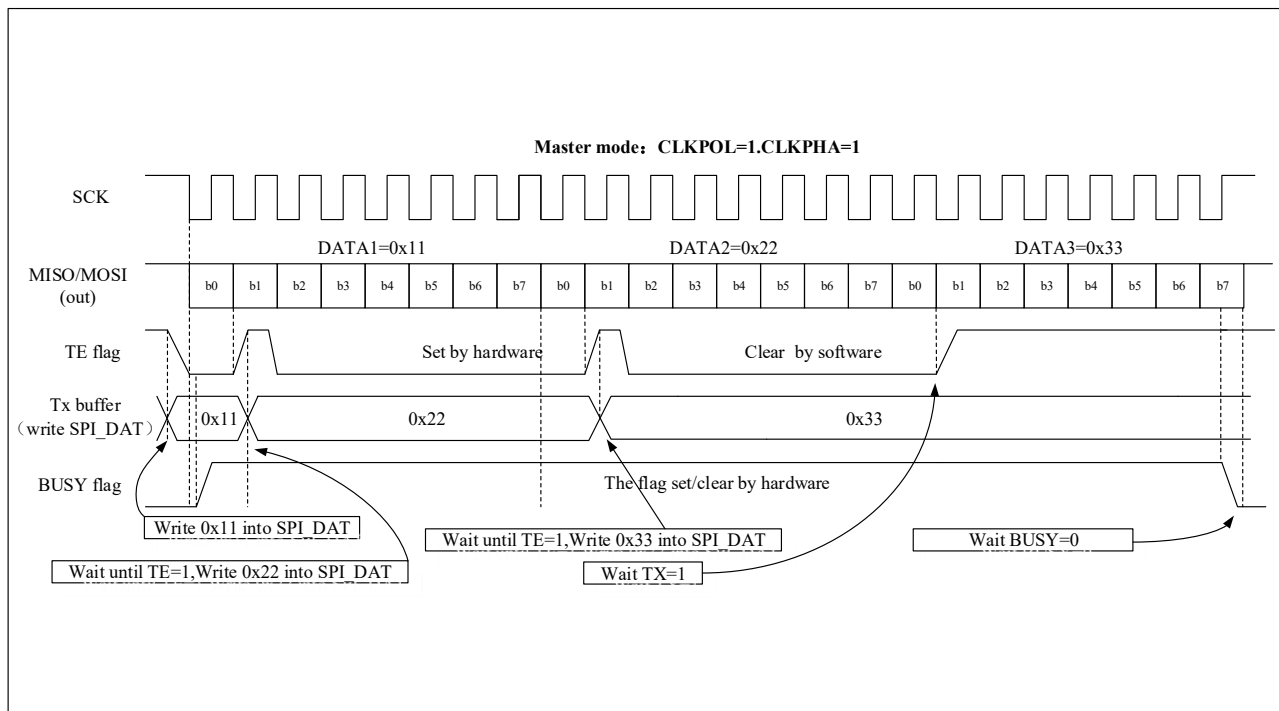 Master mode：CLKPOL=1.CLKPHA=1
SCK
DATA1=0x11 DATA2=0x22 DATA3=0x33
MISO/MOSI
(out)
b0 b1 b2 b3 b4 b5 b6 b7 b0 b1 b2 b3 b4 b5 b6 b7 b0 b1 b2 b3 b4 b5 b6 b7
TE flag
Set by hardware
Clear by software
Tx buffer
（write SPI_DAT）
0x11 0x22 0x33
BUSY flag
The flag set/clear by hardware
Write 0x11 into SPI_DAT
Wait until TE=1,Write 0x33 into SPI_DAT
Wait BUSY=0
Wait until TE=1,Write 0x22 into SPI_DAT
Wait TX=1